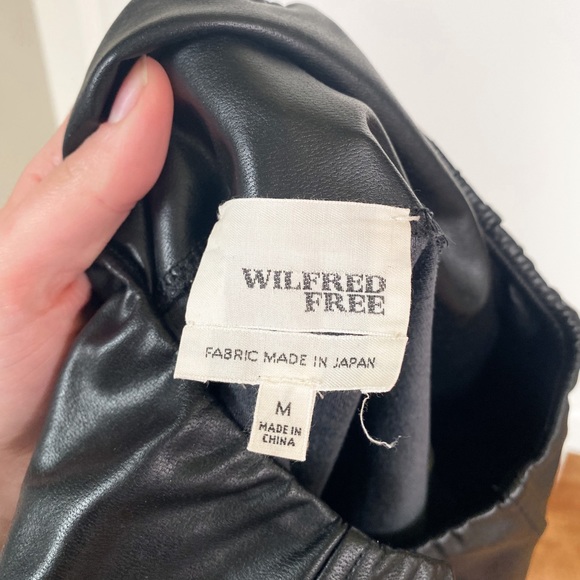 WILFRED
FREE
FABRIC MADE IN JAPAN
M
MADE IN
CHINA